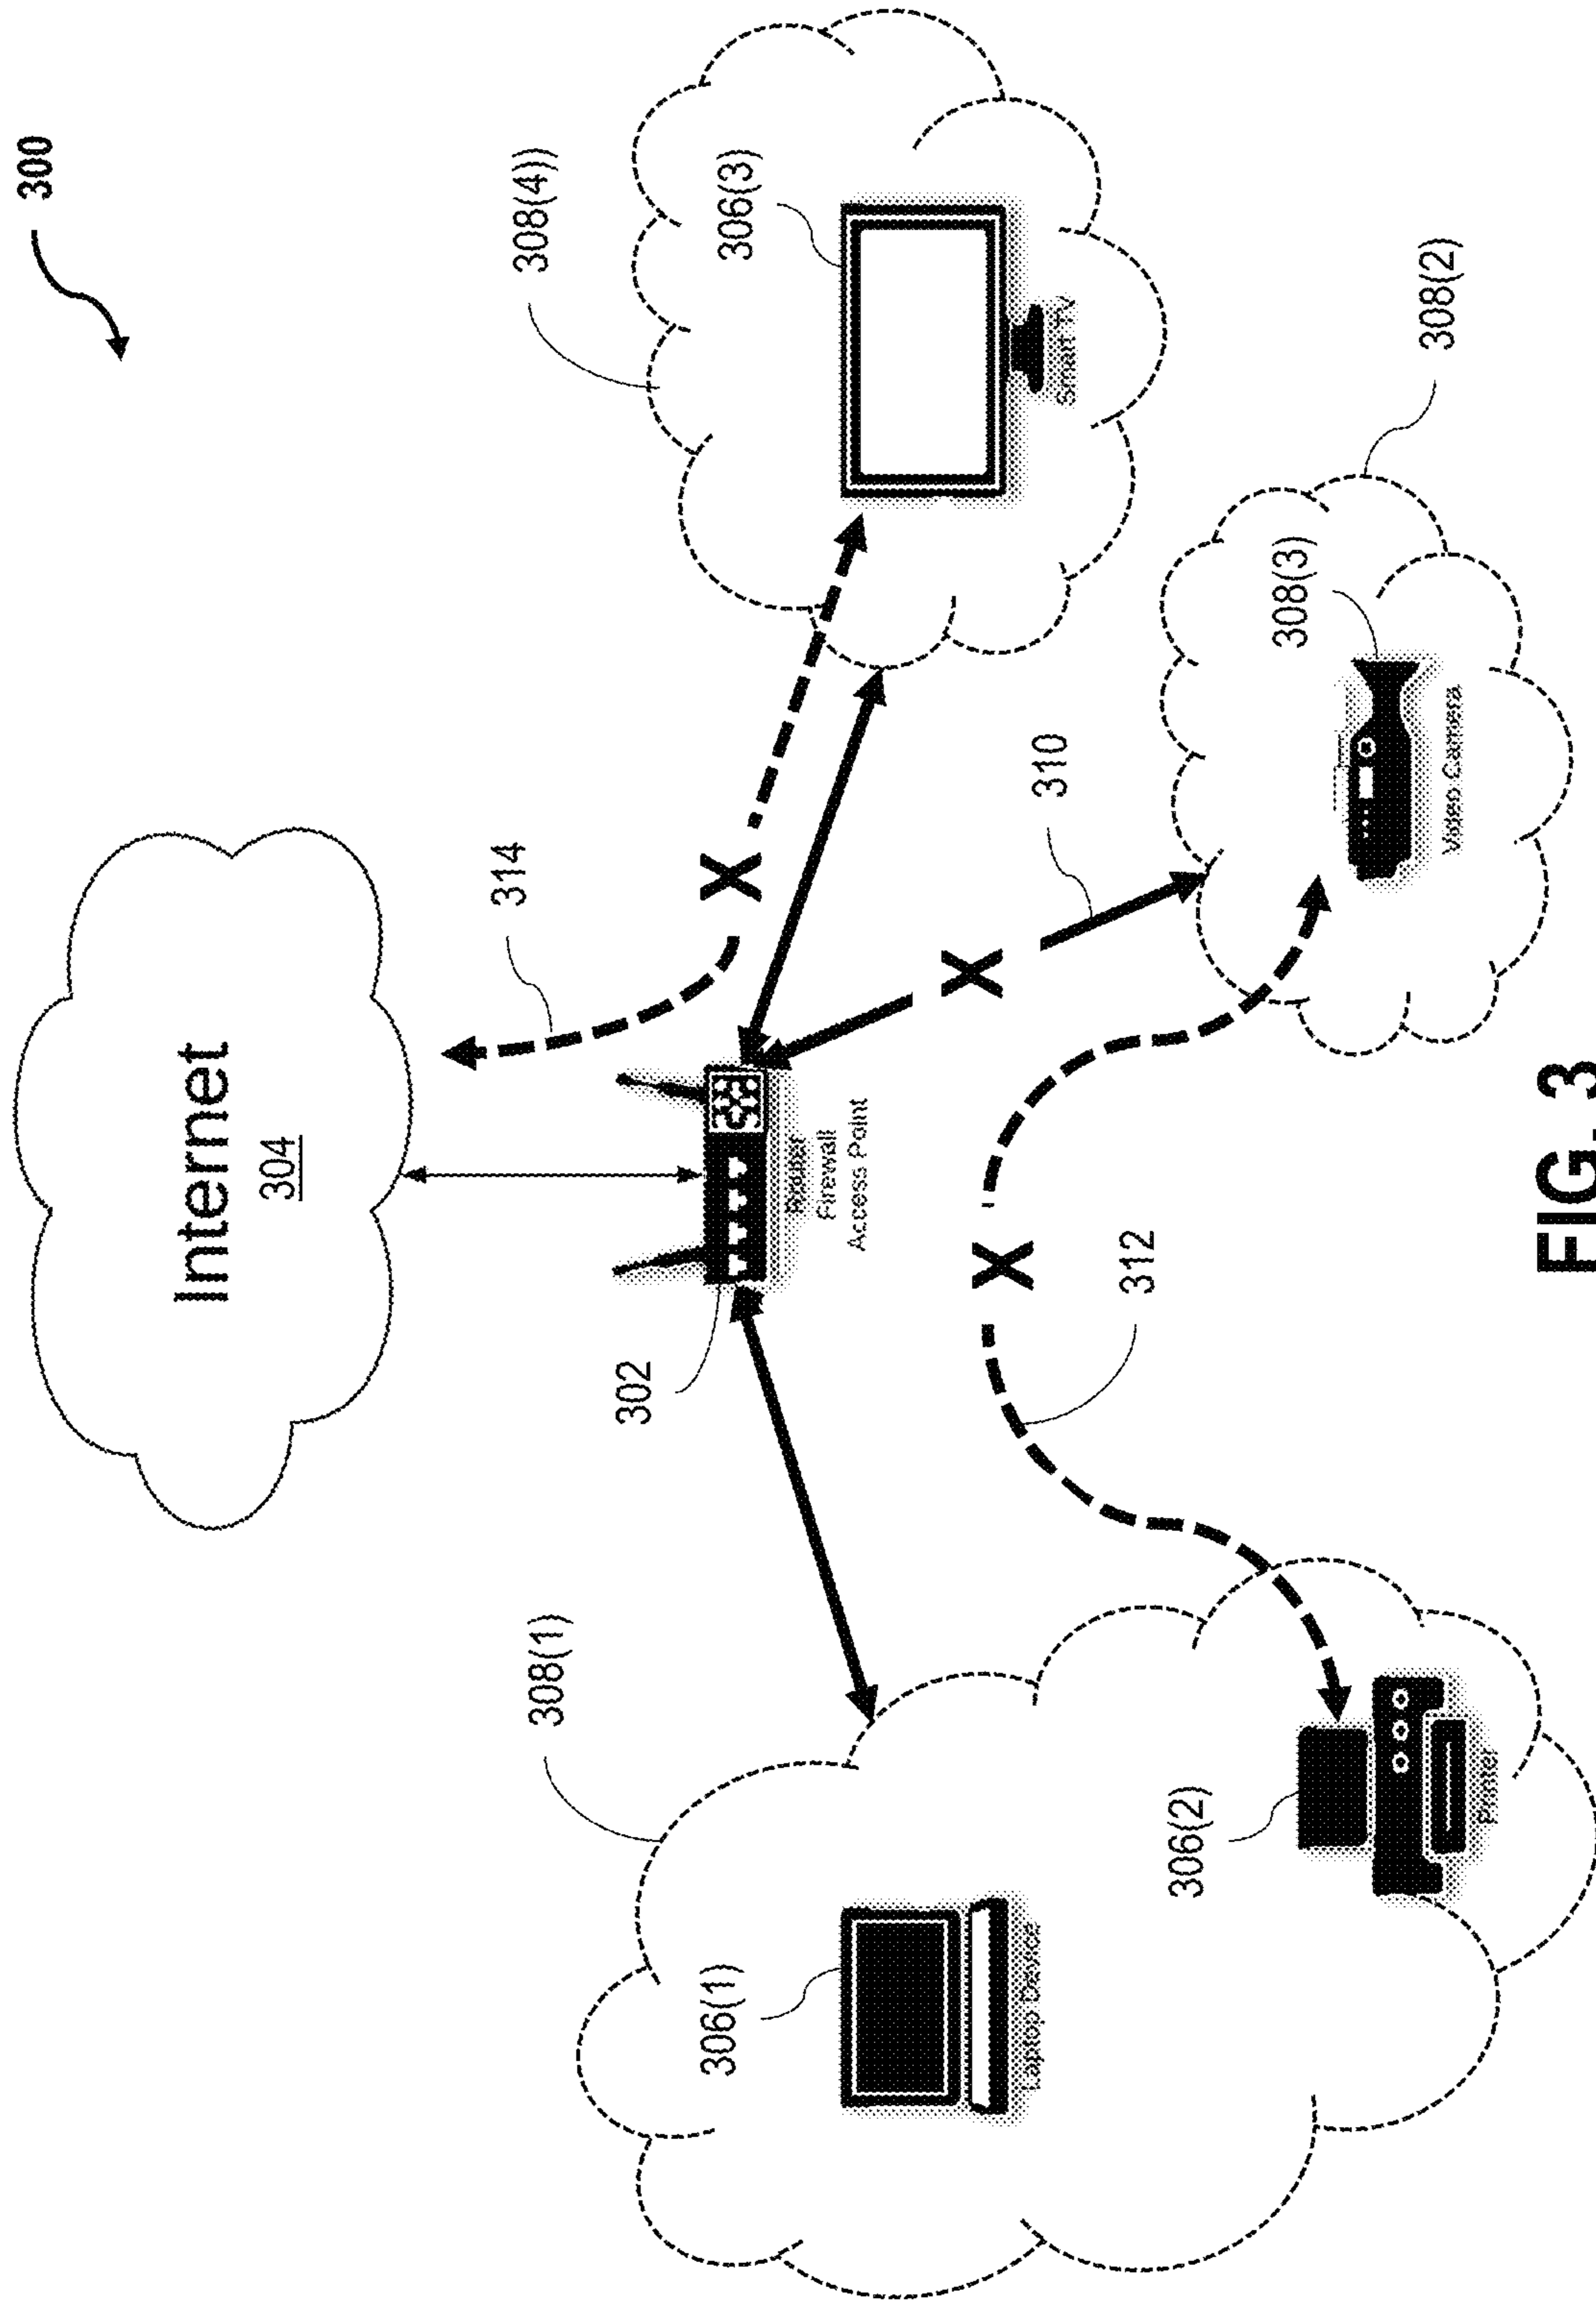 300
Internet
304
314
308(4)))
306(3)
Smart TV
302
Router
Firewall
Access Point
X
X
310
308(1)
306(1)
Laptop Device
X
312
306(2)
Printer
308(3)
Video Camera
308(2)
FIG. 3